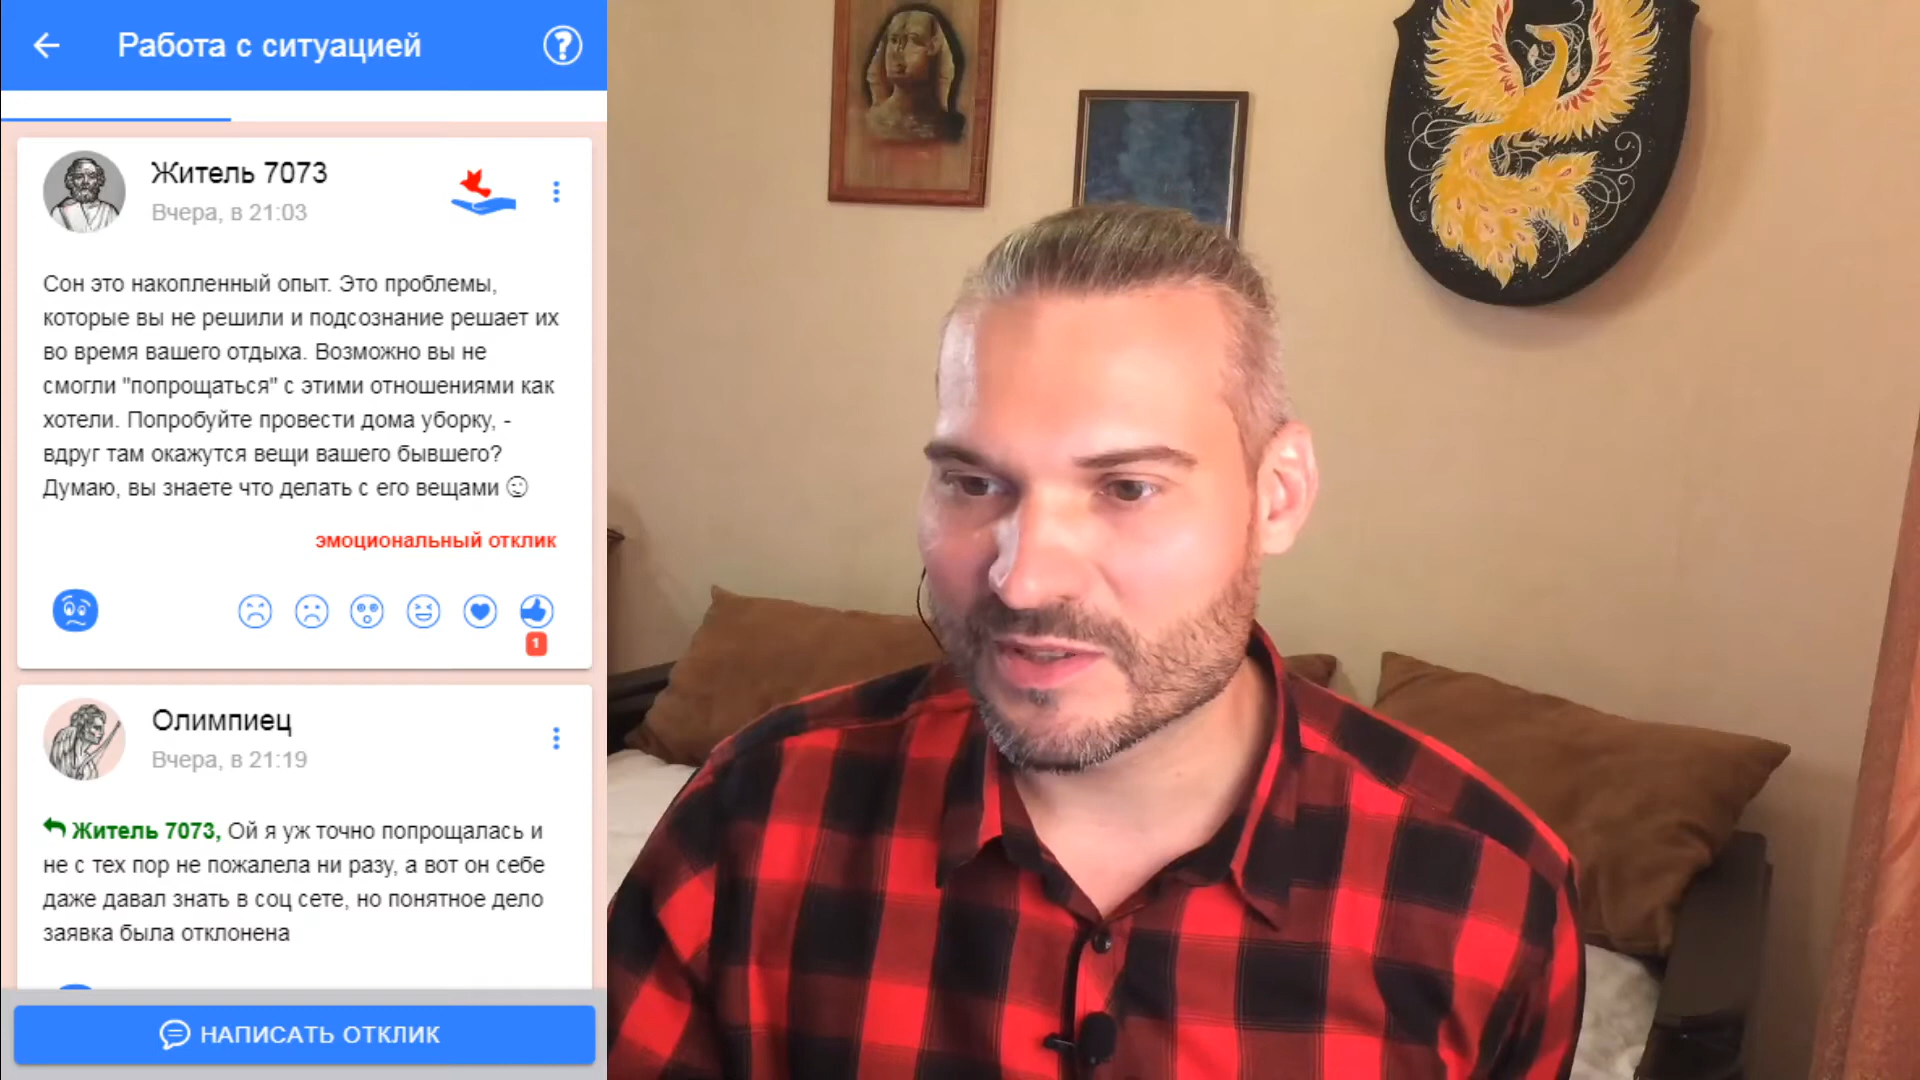 Работа с ситуацией
Житель 7073
Вчера, в 21:03
Сон это накопленный опыт. Это проблемы,
которые вы не решили и подсознание решает их
во время вашего отдыха. Возможно вы не
смогли "попрощаться" с этими отношениями как
хотели. Попробуйте провести дома уборку, -
вдруг там окажутся вещи вашего бывшего?
Думаю, вы знаете что делать с его вещами
эмоциональный отклик
1
Олимпиец
Вчера, в 21:19
Житель 7073, Ой я уж точно попрощалась и
не с тех пор не пожалела ни разу, а вот он себе
даже давал знать в соц сете, но понятное дело
заявка была отклонена
НАПИСАТЬ ОТКЛИК